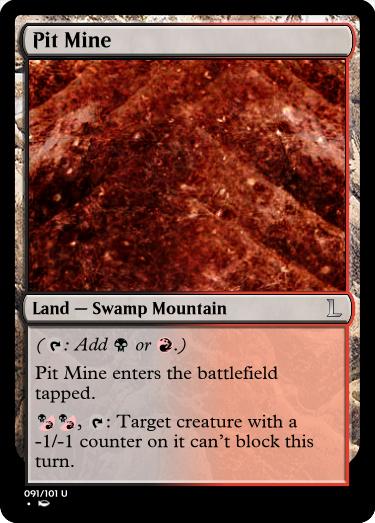 Pit Mine
Land — Swamp Mountain
( : Add or .)
Pit Mine enters the battlefield
tapped.
, : Target creature with a
-1/-1 counter on it can't block this
turn.
091/101 U